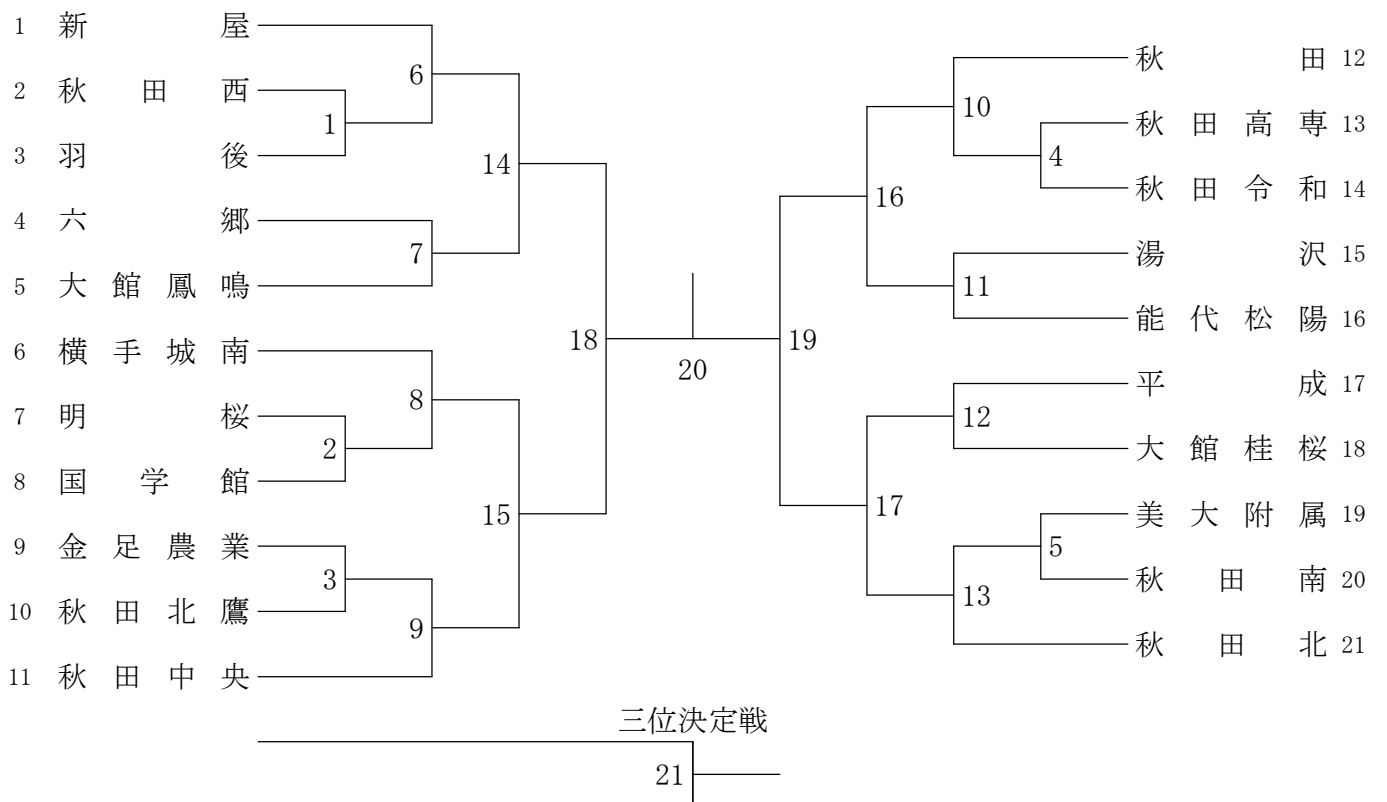 1 新屋
6
2 秋田西
1
3 羽後
14
4 六郷
7
5 大館鳳鳴
18
6 横手城南
8
7 明桜
2
8 国学館
15
9 金足農業
3
10 秋田北鷹
9
11 秋田中央
20
秋田 12
10
秋田高専 13
4
秋田令和 14
16
湯沢 15
11
能代松陽 16
19
平成 17
12
大館桂桜 18
17
美大附属 19
5
秋田南 20
13
秋田北 21
三位決定戦
21